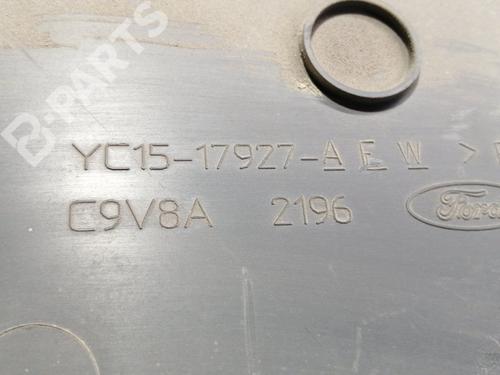 B-PARTS
YC15-17927-AEW >
C9V8A 2196
Ford